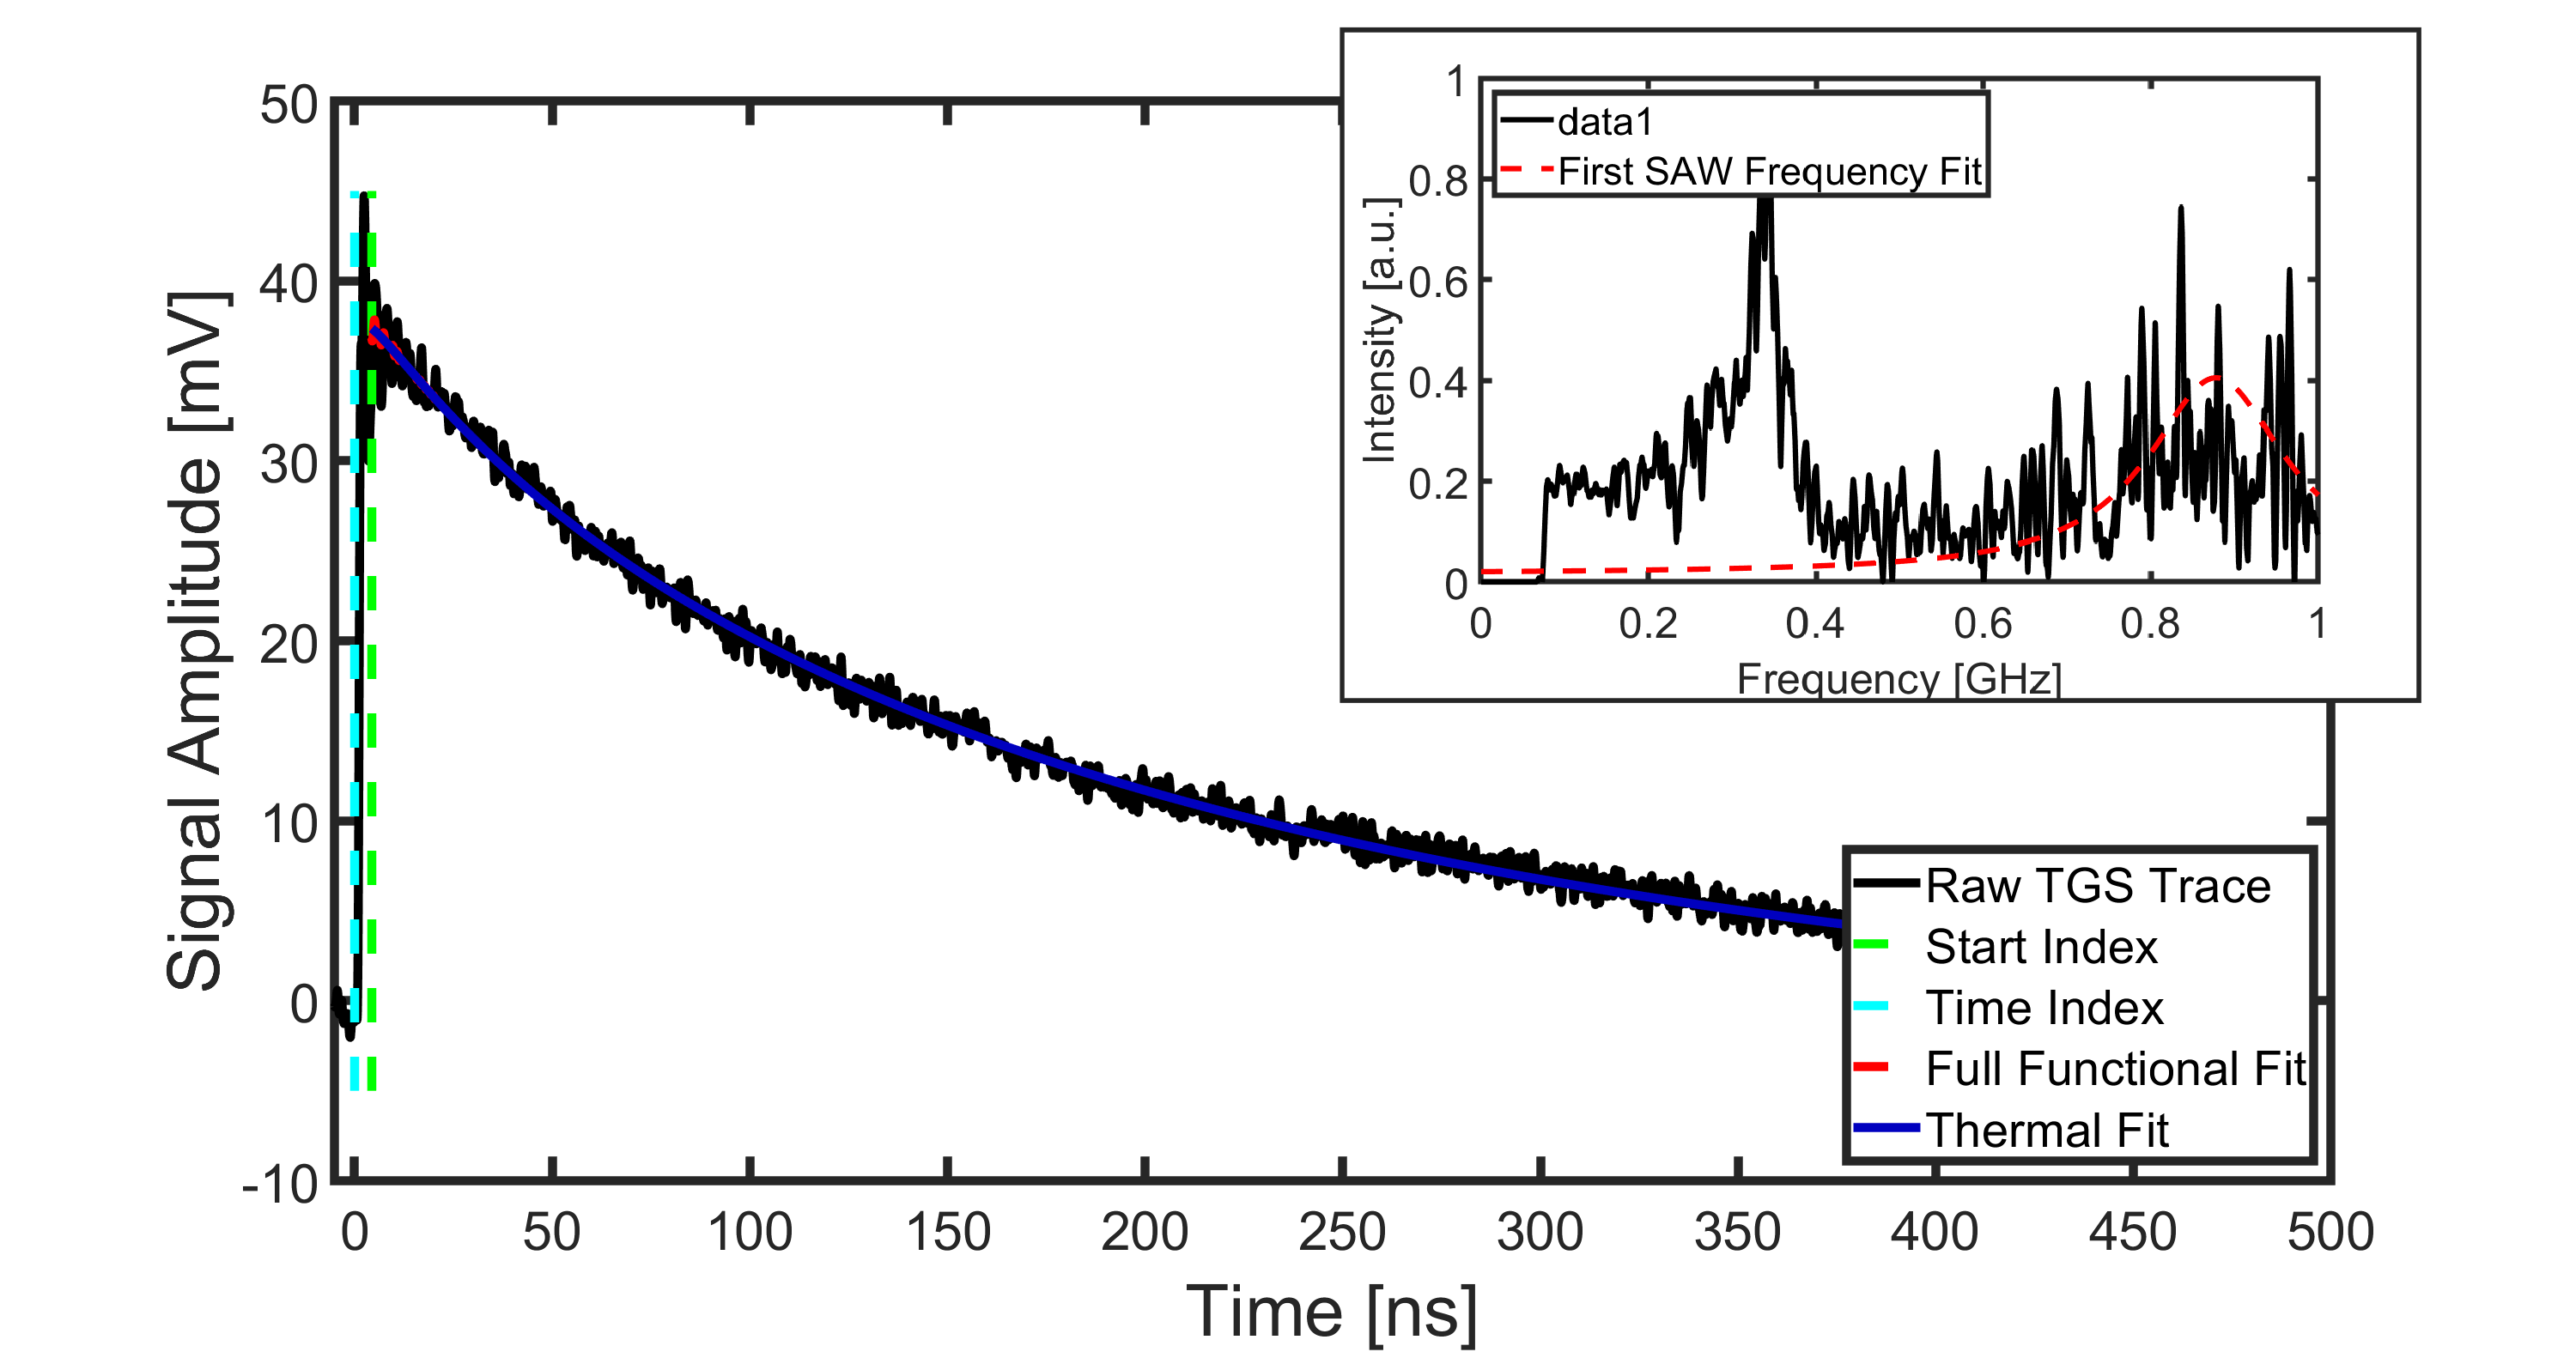 50
40
30
20
10
0
-10
Signal Amplitude [mV]
0 50 100 150 200 250 300 350 400 450 500
Time [ns]
Raw TGS Trace
Start Index
Time Index
Full Functional Fit
Thermal Fit
1
0.8
0.6
0.4
0.2
0
Intensity [a.u.]
data1
First SAW Frequency Fit
0 0.2 0.4 0.6 0.8 1
Frequency [GHz]